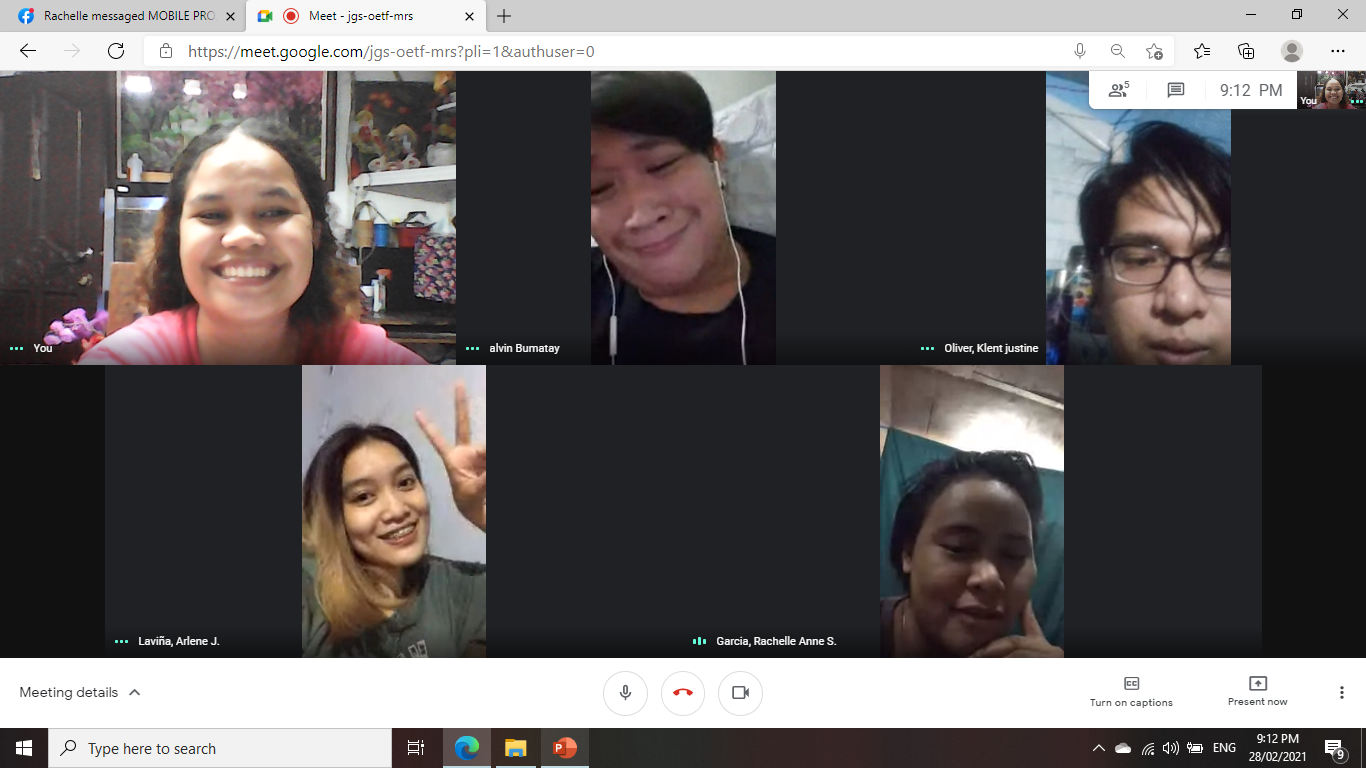 Rachelle messaged MOBILE PRO
Meet - jgs-oetf-mrs
https://meet.google.com/jgs-oetf-mrs?pli=1&authuser=0
5
9:12 PM
You
You
alvin Bumatay
Oliver, Klent justine
Laviña, Arlene J.
Garcia, Rachelle Anne S.
Meeting details
CC
Turn on captions
Present now
Type here to search
P
ENG
9:12 PM
28/02/2021
9